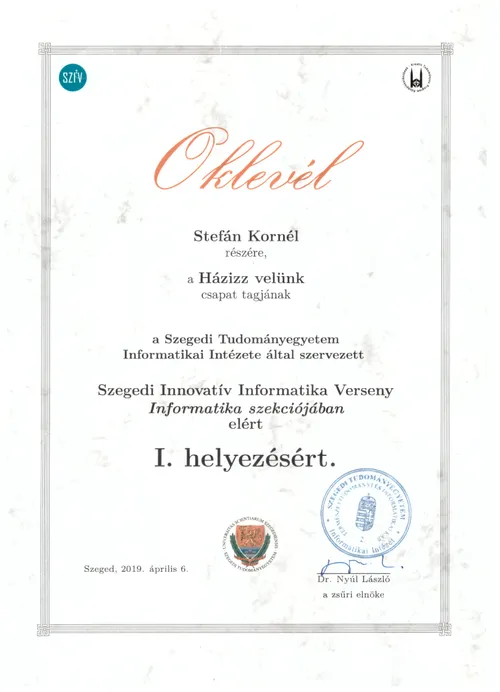 SZÍV
Oklevél
Stefán Kornél
részére,
a Házizz velünk
csapat tagjának
a Szegedi Tudományegyetem
Informatikai Intézete által szervezett
Szegedi Innovatív Informatika Verseny
Informatika szekciójában
elért
I. helyezésért.
SZEGEDI TUDOMÁNYEGYETEM
Informatikai Intézet
Szeged, 2019. április 6.
Dr. Nyúl László
a zsűri elnöke